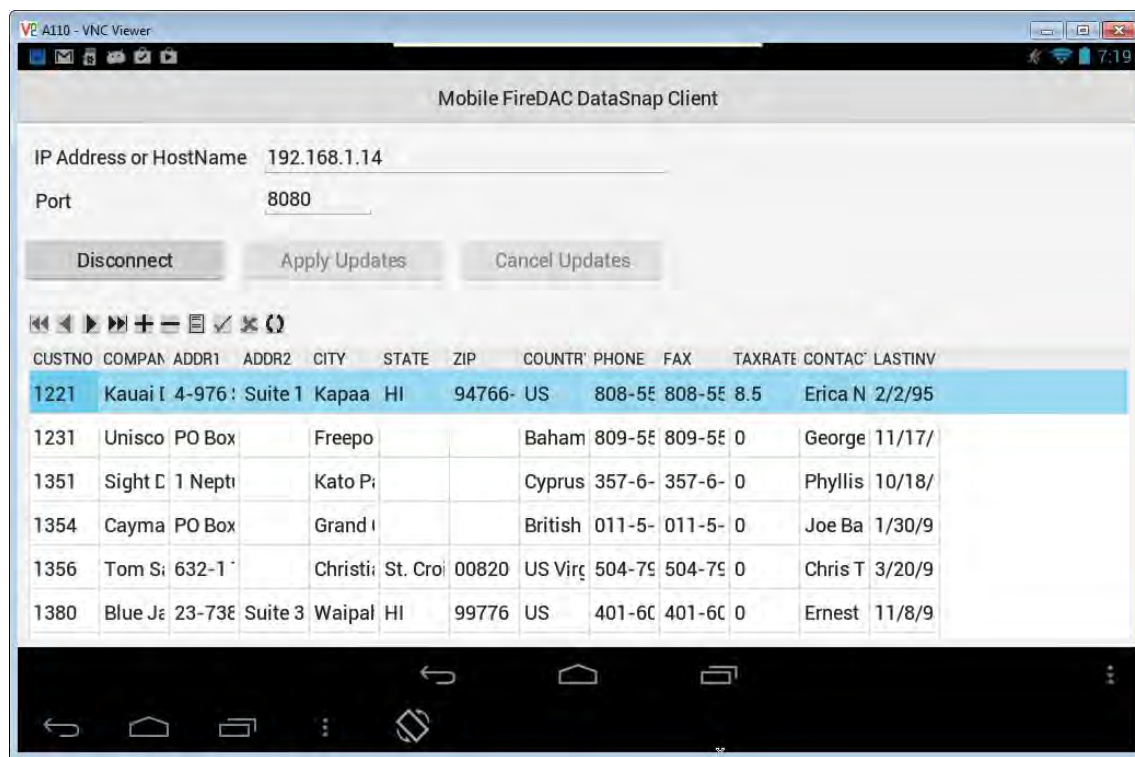 A110 - VNC Viewer
7:19
Mobile FireDAC DataSnap Client
IP Address or HostName 192.168.1.14
Port 8080
Disconnect Apply Updates Cancel Updates
CUSTNO COMPAN ADDR1 ADDR2 CITY STATE ZIP COUNTR PHONE FAX TAXRATE CONTAC LASTINV
1221 Kauai 4-976 Suite 1 Kapaa HI 94766- US 808-55 808-55 8.5 Erica N 2/2/95
1231 Unisco PO Box Freepo Baham 809-55 809-55 0 George 11/17/
1351 Sight D 1 Neptu Kato Pa Cyprus 357-6- 357-6- 0 Phyllis 10/18/
1354 Cayma PO Box Grand British 011-5- 011-5- 0 Joe Ba 1/30/9
1356 Tom Sa 632-1 Christi St. Croi 00820 US Virg 504-79 504-79 0 Chris T 3/20/9
1380 Blue Ja 23-738 Suite 3 Waipah HI 99776 US 401-60 401-60 0 Ernest 11/8/9